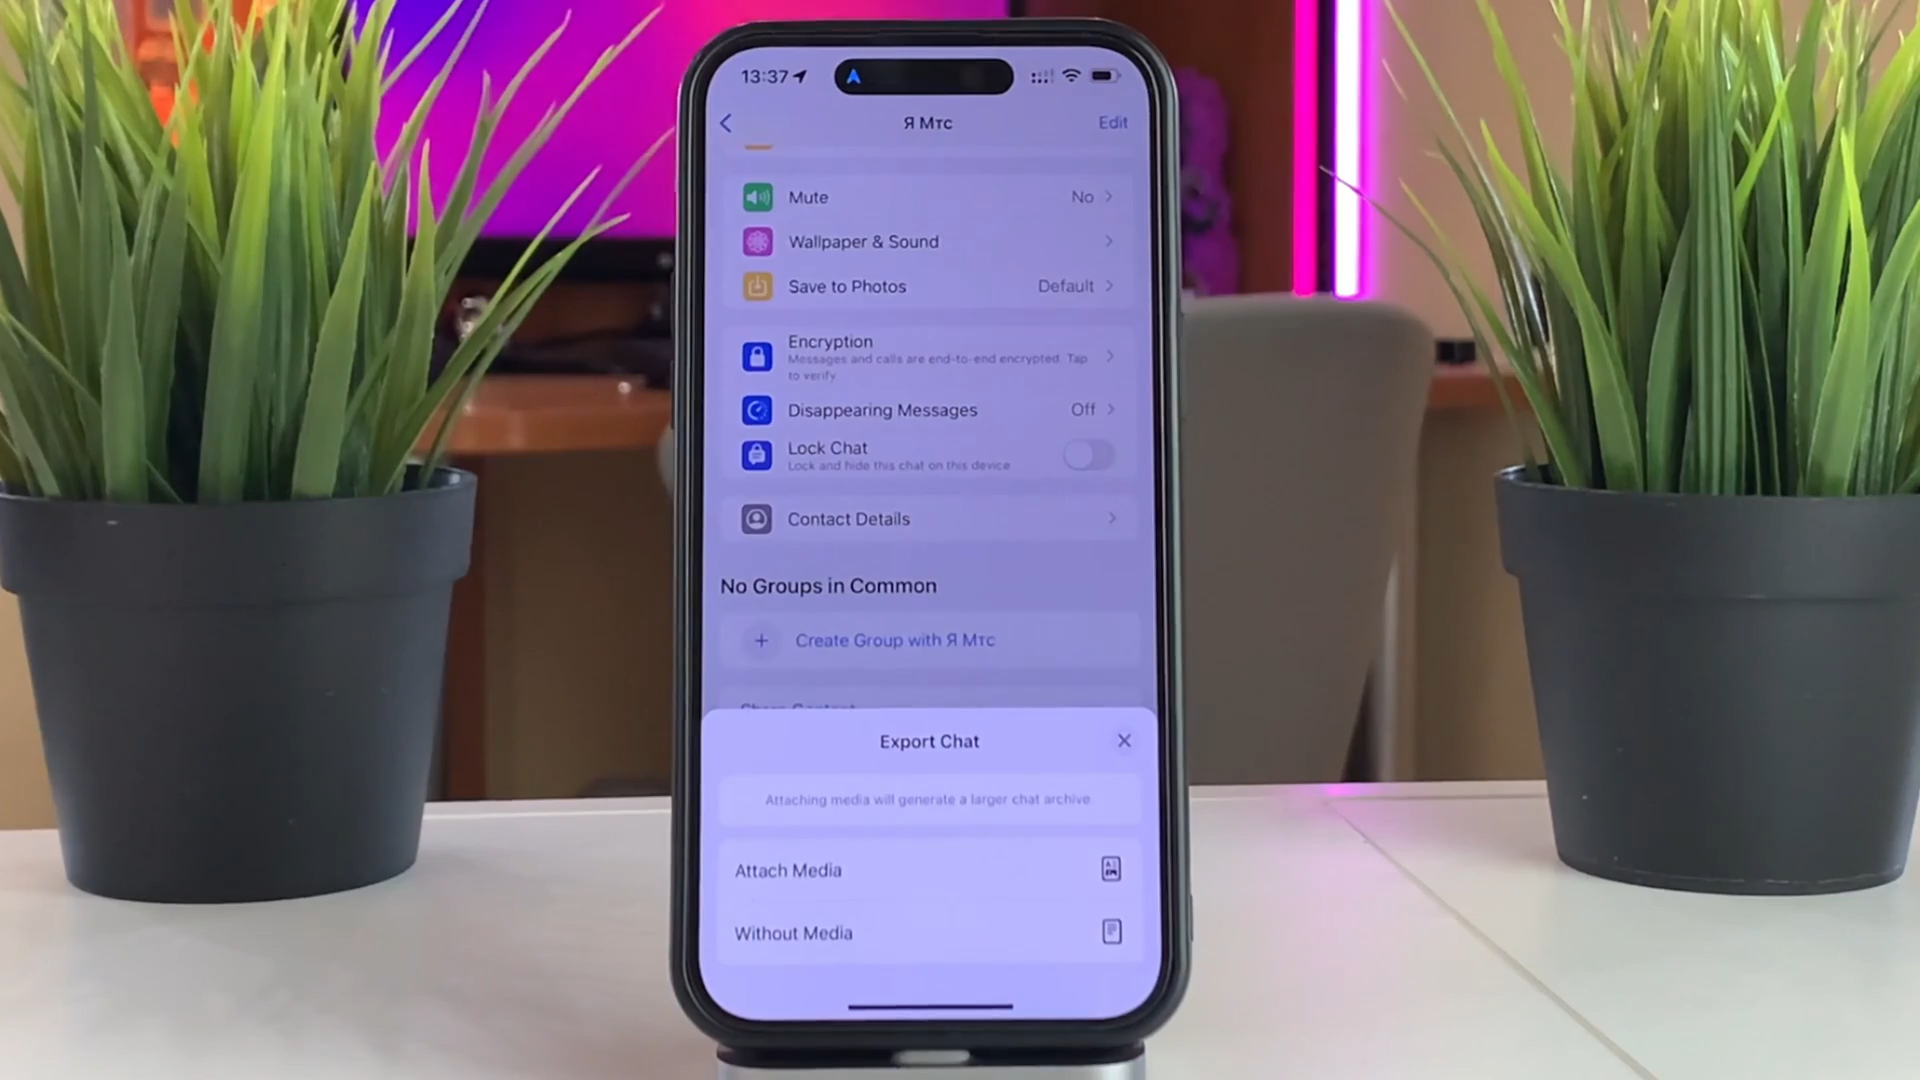 13:37
Я Мтс
Edit
Mute
No
Wallpaper & Sound
Save to Photos
Default
Encryption
Messages and calls are end-to-end encrypted. Tap
to verify.
Disappearing Messages
Off
Lock Chat
Lock and hide this chat on this device
Contact Details
No Groups in Common
+ Create Group with Я Мтс
Export Chat
Attaching media will generate a larger chat archive.
Attach Media
Without Media